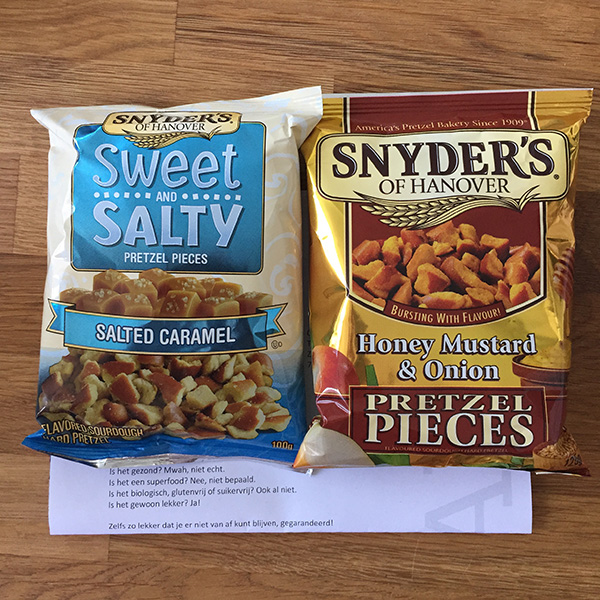 SNYDER'S
OF HANOVER
Sweet
AND
SALTY
PRETZEL PIECES
SALTED CARAMEL
FLAVORED SOURDOUGH
HARD PRETZEL
100g
America's Pretzel Bakery Since 1909
SNYDER'S®
OF HANOVER
BURSTING WITH FLAVOUR!
Honey Mustard
& Onion
PRETZEL
PIECES
FLAVOURED SOURDOUGH HARD PRETZEL
Is het gezond? Mwah, niet echt.
Is het een superfood? Nee, niet bepaald.
Is het biologisch, glutenvrij of suikervrij? Ook al niet.
Is het gewoon lekker? Ja!
Zelfs zo lekker dat je er niet van af kunt blijven, gegarandeerd!